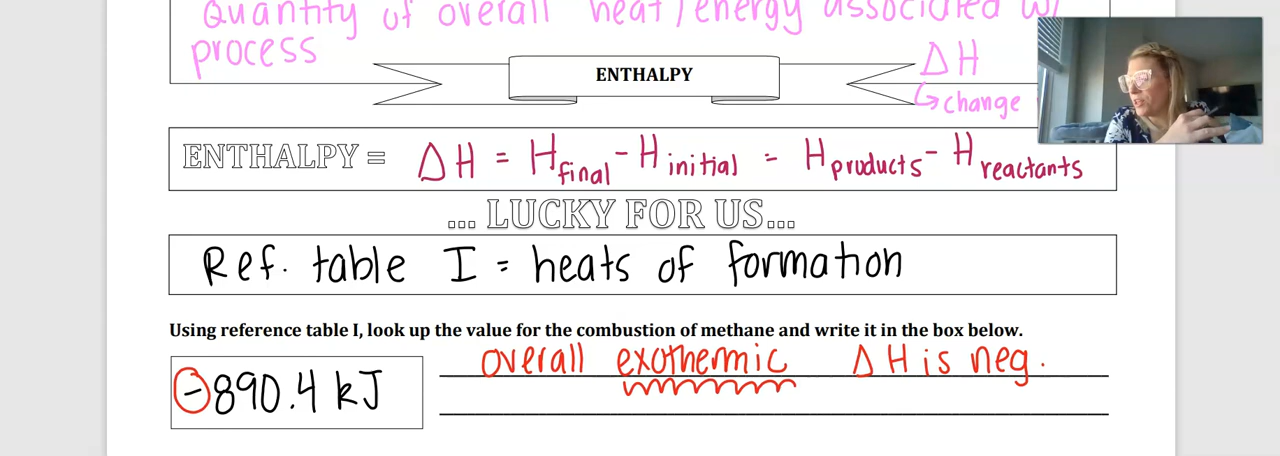 Quantity of overall heat/energy associated w/
process
ENTHALPY
ΔH
↳change
ENTHALPY = ΔH = Hfinal - Hinitial = Hproducts - Hreactants
... LUCKY FOR US...
Ref. table I = heats of formation
Using reference table I, look up the value for the combustion of methane and write it in the box below.
overall exothermic ΔH is neg.
-890.4 kJ